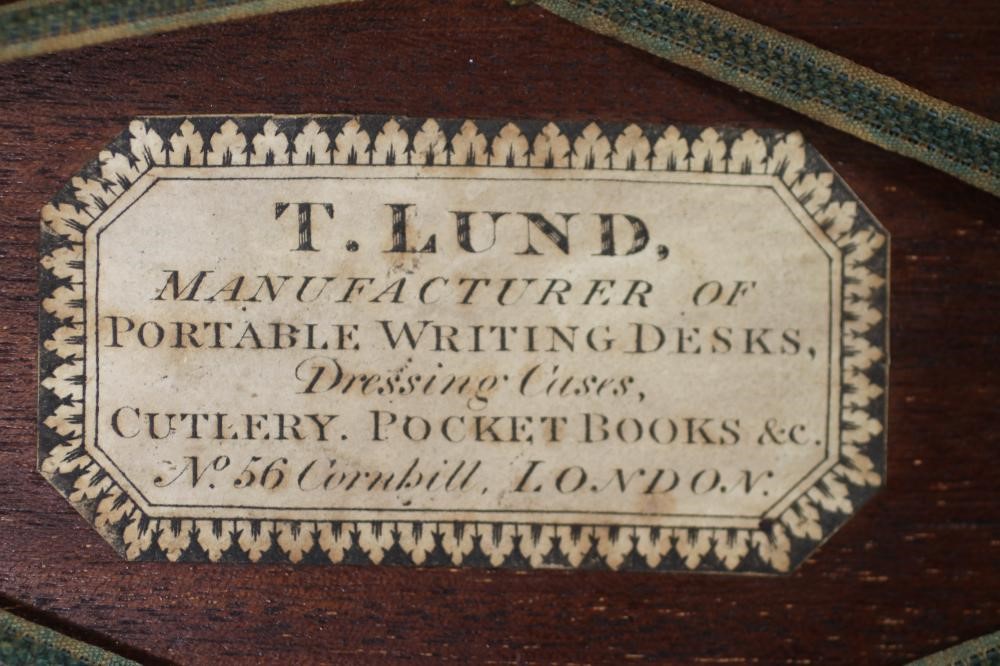 T. LUND,
MANUFACTURER OF
PORTABLE WRITING DESKS,
Dressing Cases,
CUTLERY. POCKET BOOKS &c.
No. 56 Cornhill, LONDON.